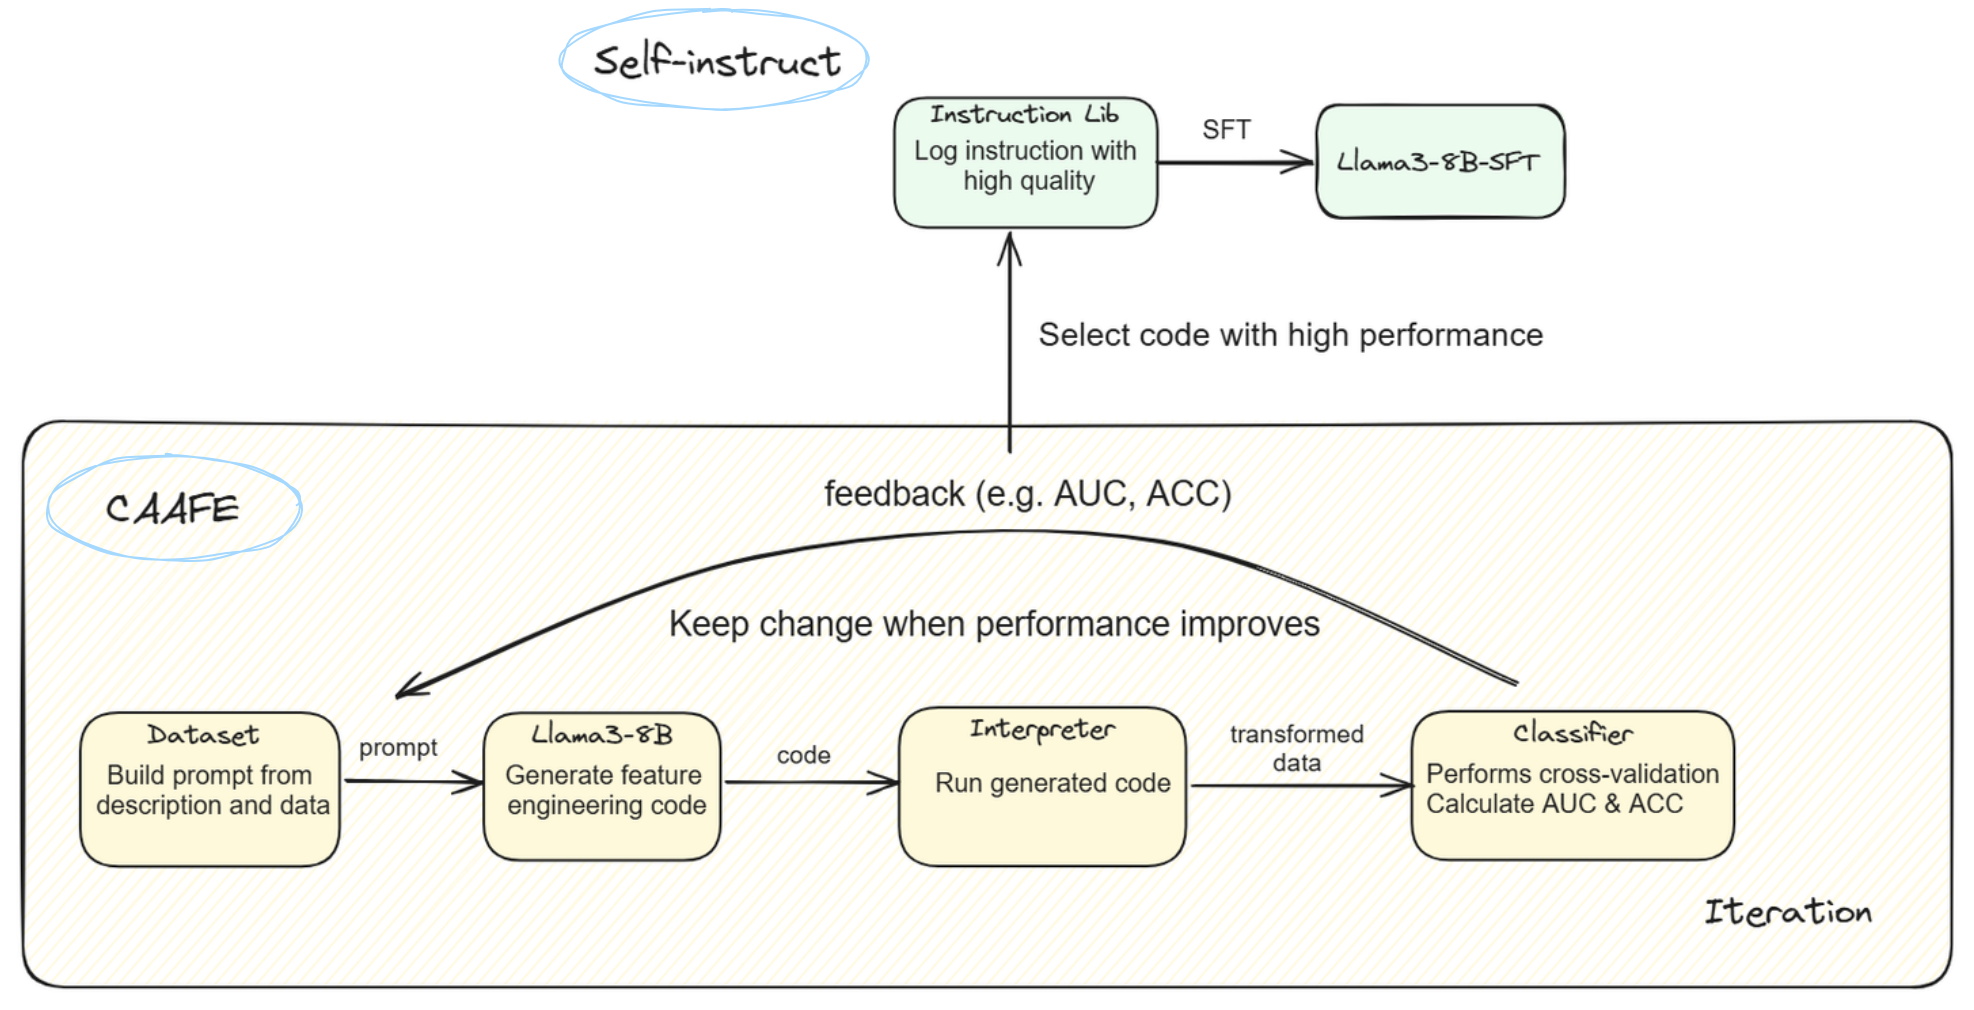 Self-instruct
Instruction Lib
Log instruction with
high quality
SFT
Llama3-8B-SFT
Select code with high performance
CAAFE
feedback (e.g. AUC, ACC)
Keep change when performance improves
Dataset
Build prompt from
description and data
prompt
Llama3-8B
Generate feature
engineering code
code
Interpreter
Run generated code
transformed
data
Classifier
Performs cross-validation
Calculate AUC & ACC
Iteration